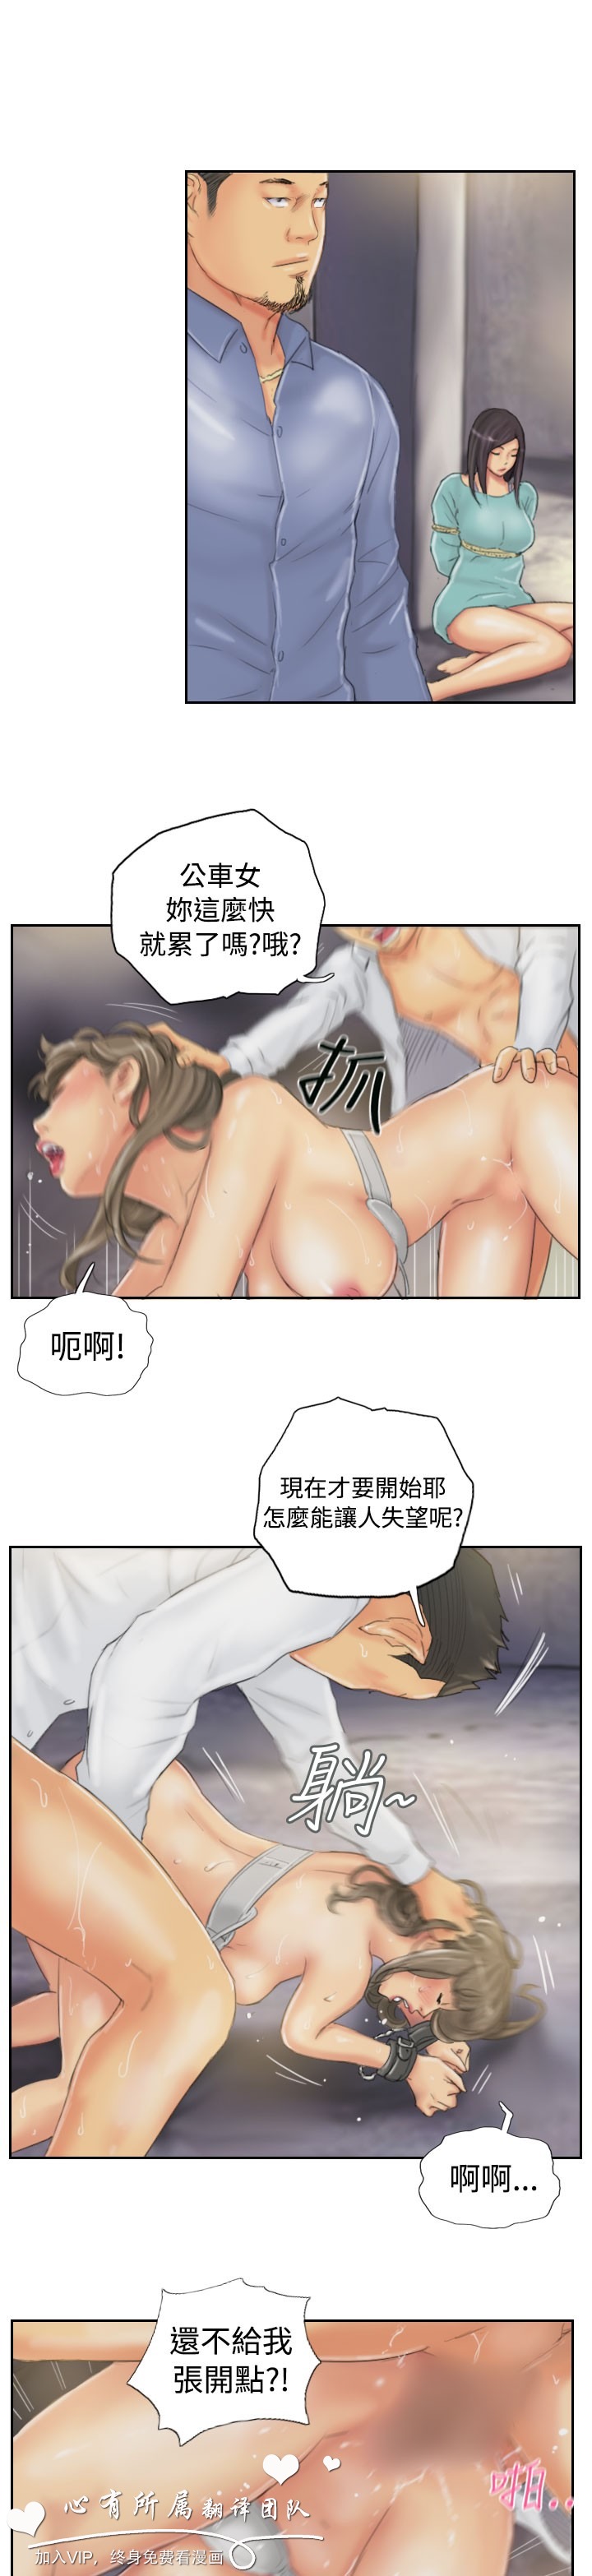 公車女
妳這麼快
就累了嗎?哦?
抓
呃啊!
現在才要開始耶
怎麼能讓人失望呢?
躺~
啊啊...
還不給我
張開點?!
啪..
心有所属翻译团队
加入VIP，终身免费看漫画